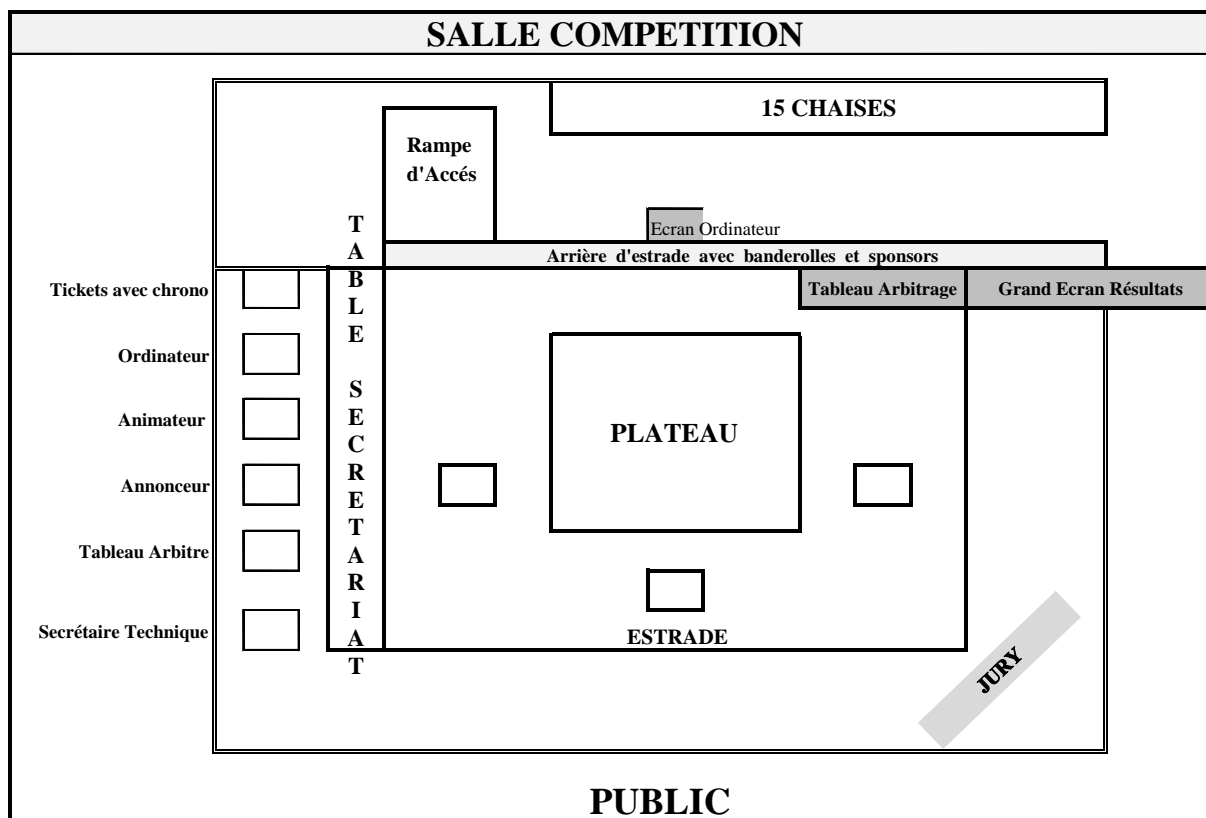 SALLE COMPETITION
15 CHAISES
Rampe
d'Accés
Ecran Ordinateur
Arrière d'estrade avec banderolles et sponsors
Tableau Arbitrage
Grand Ecran Résultats
Tickets avec chrono
Ordinateur
Animateur
Annonceur
Tableau Arbitre
Secrétaire Technique
T
A
B
L
E
S
E
C
R
E
T
A
R
I
A
T
PLATEAU
ESTRADE
JURY
PUBLIC